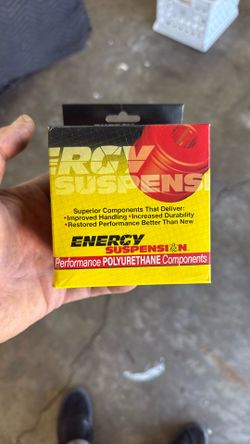 ERGY
SUSPENSI
Superior Components That Deliver:
•Improved Handling •Increased Durability
•Restored Performance Better Than New
ENERGY
SUSPENSION
Performance POLYURETHANE Components